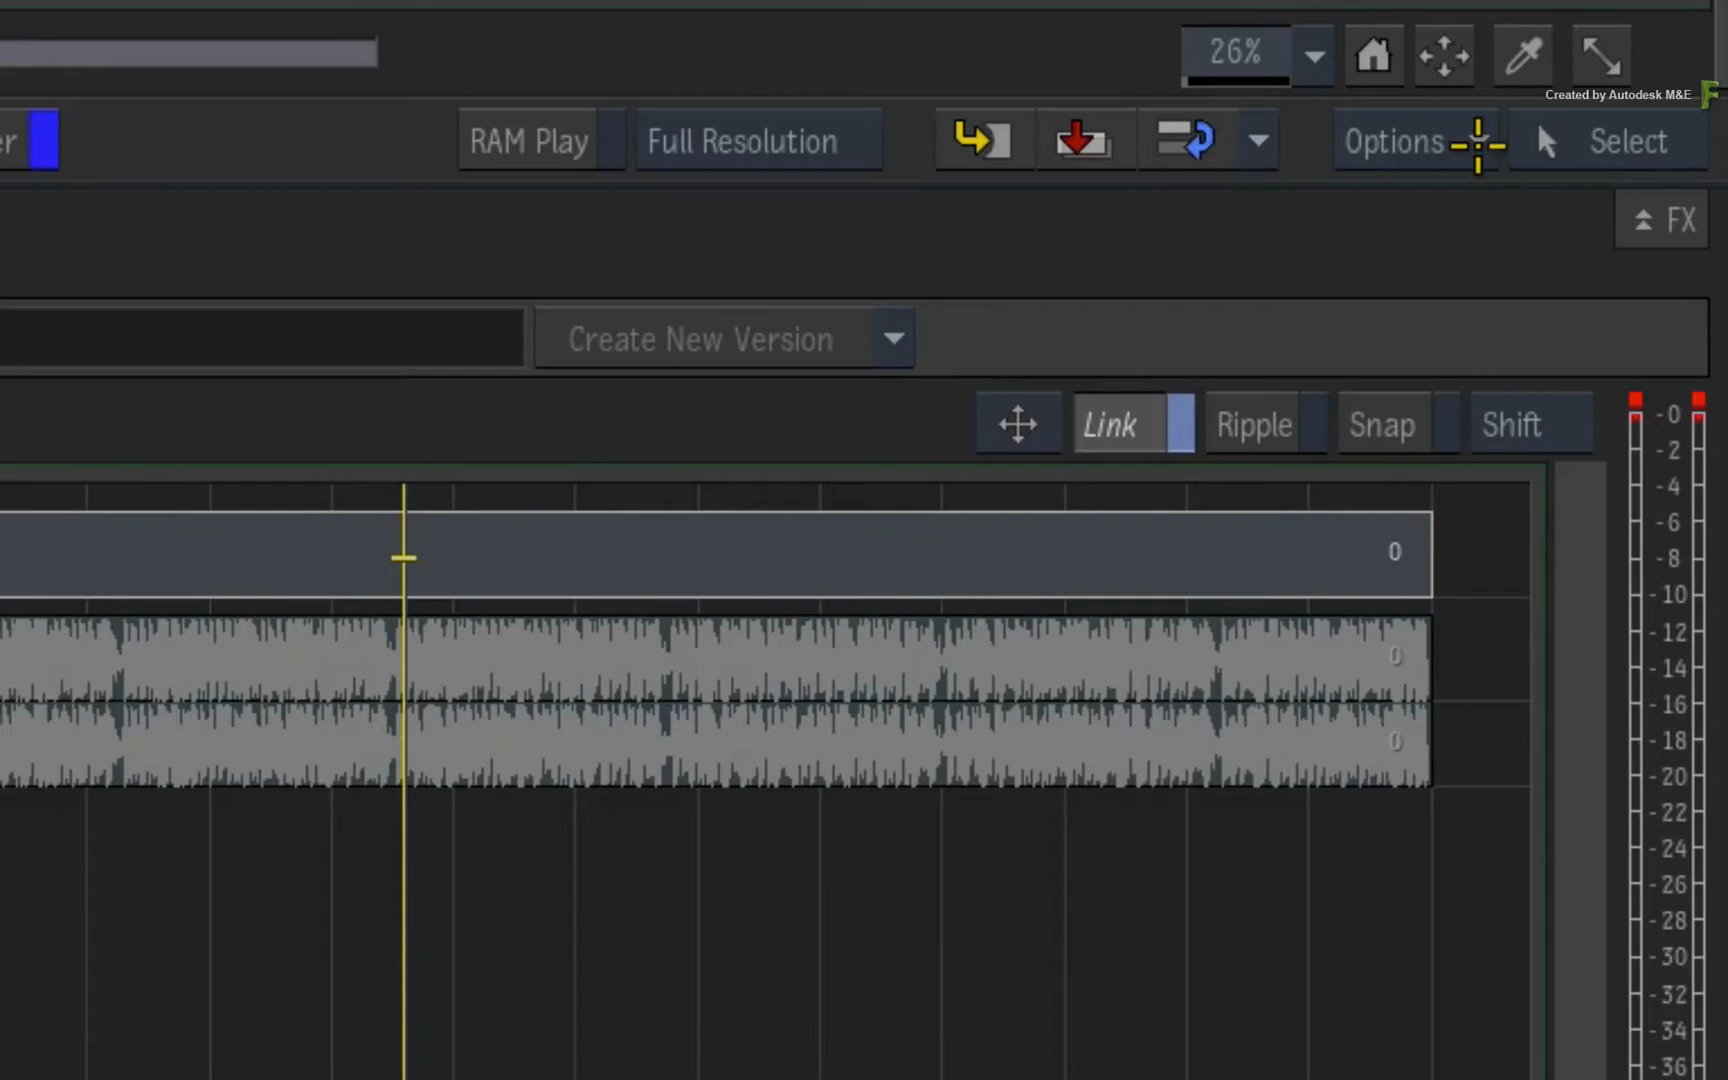 26%
Created by Autodesk M&E
er
RAM Play
Full Resolution
Options
Select
FX
Create New Version
Link
Ripple
Snap
Shift
0
0
0
-0
-2
-4
-6
-8
-10
-12
-14
-16
-18
-20
-22
-24
-26
-28
-30
-32
-34
-36